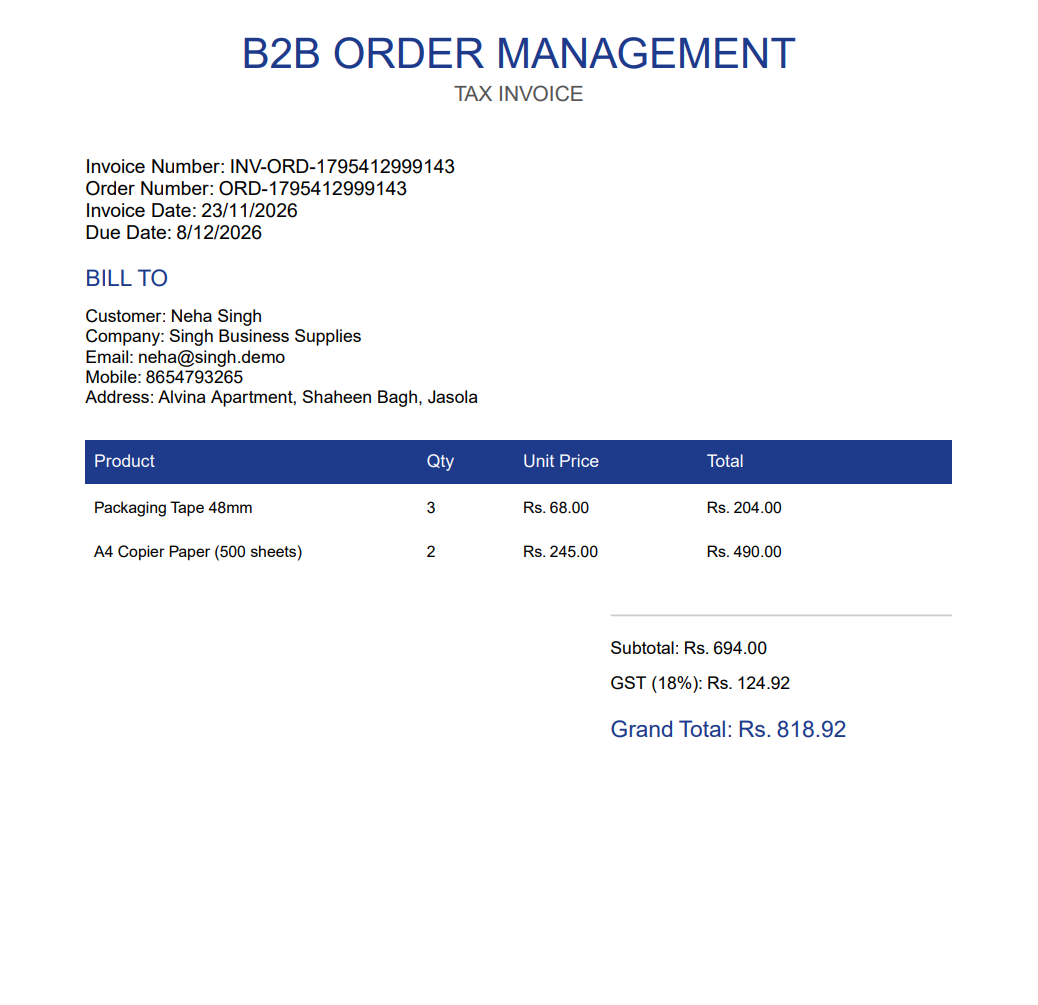 B2B ORDER MANAGEMENT
TAX INVOICE
Invoice Number: INV-ORD-1795412999143
Order Number: ORD-1795412999143
Invoice Date: 23/11/2026
Due Date: 8/12/2026
BILL TO
Customer: Neha Singh
Company: Singh Business Supplies
Email: neha@singh.demo
Mobile: 8654793265
Address: Alvina Apartment, Shaheen Bagh, Jasola
Product Qty Unit Price Total
Packaging Tape 48mm 3 Rs. 68.00 Rs. 204.00
A4 Copier Paper (500 sheets) 2 Rs. 245.00 Rs. 490.00
Subtotal: Rs. 694.00
GST (18%): Rs. 124.92
Grand Total: Rs. 818.92